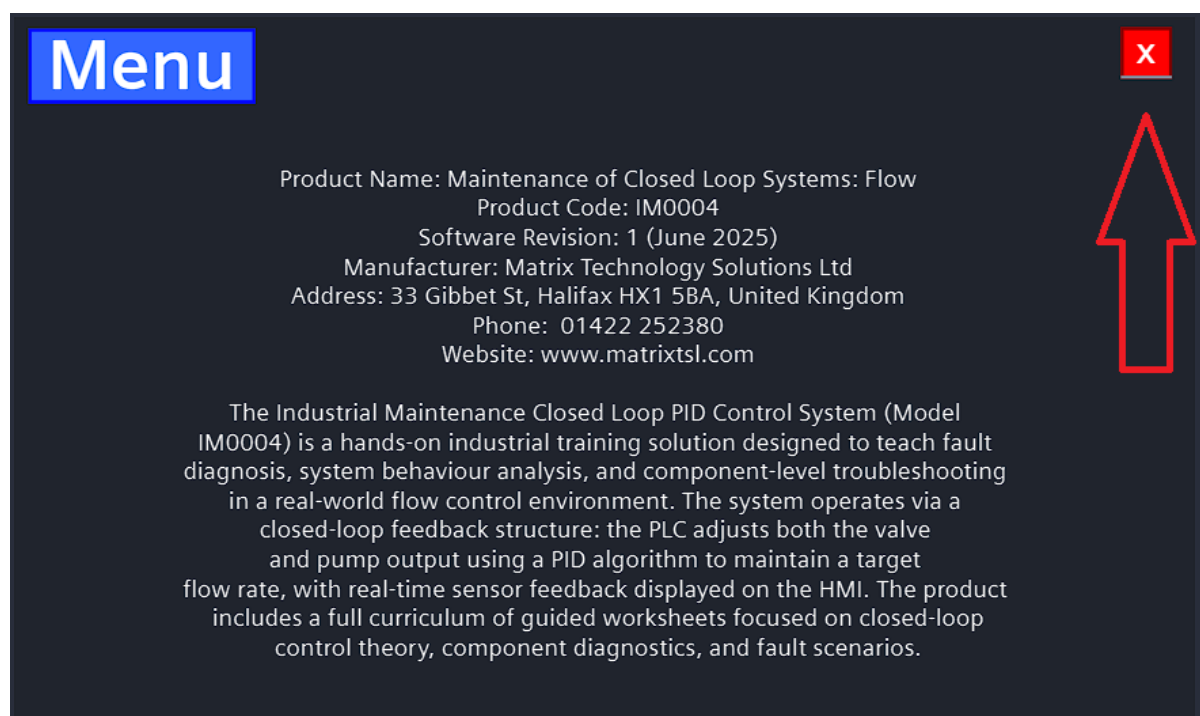 Menu
X
Product Name: Maintenance of Closed Loop Systems: Flow
Product Code: IM0004
Software Revision: 1 (June 2025)
Manufacturer: Matrix Technology Solutions Ltd
Address: 33 Gibbet St, Halifax HX1 5BA, United Kingdom
Phone:  01422 252380
Website: www.matrixtsl.com
The Industrial Maintenance Closed Loop PID Control System (Model
IM0004) is a hands-on industrial training solution designed to teach fault
diagnosis, system behaviour analysis, and component-level troubleshooting
in a real-world flow control environment. The system operates via a
closed-loop feedback structure: the PLC adjusts both the valve
and pump output using a PID algorithm to maintain a target
flow rate, with real-time sensor feedback displayed on the HMI. The product
includes a full curriculum of guided worksheets focused on closed-loop
control theory, component diagnostics, and fault scenarios.